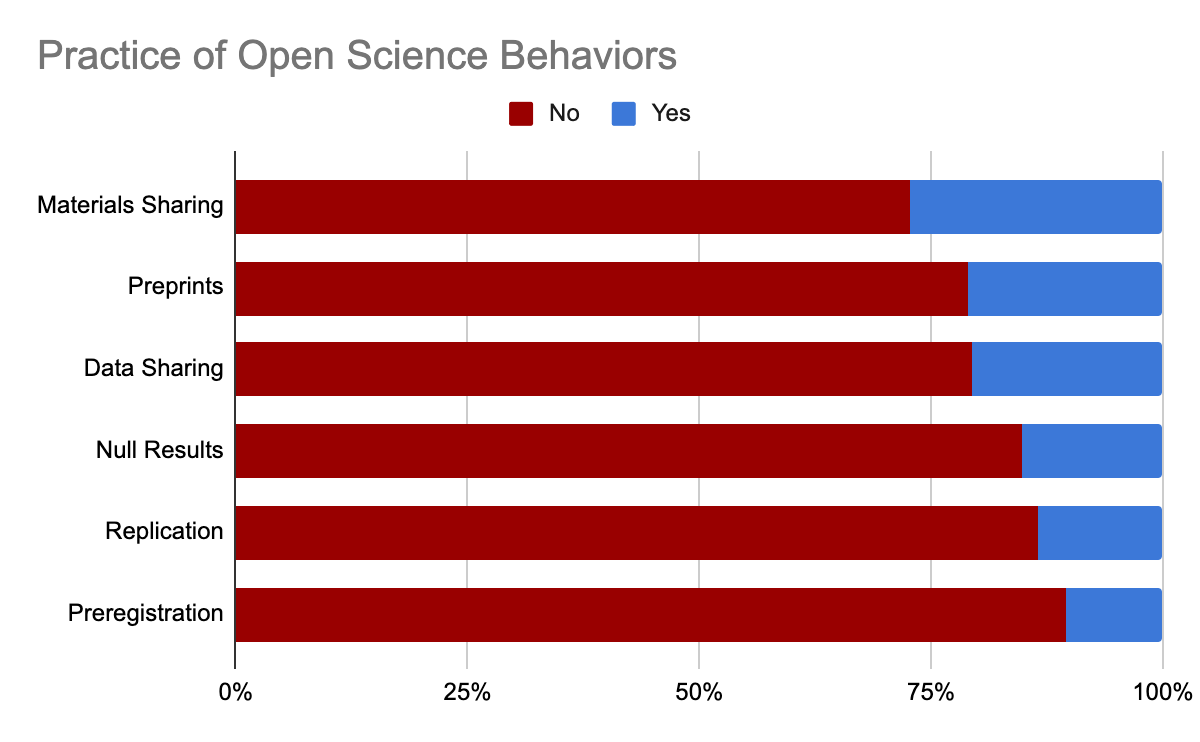 Practice of Open Science Behaviors
No Yes
Materials Sharing
Preprints
Data Sharing
Null Results
Replication
Preregistration
0% 25% 50% 75% 100%